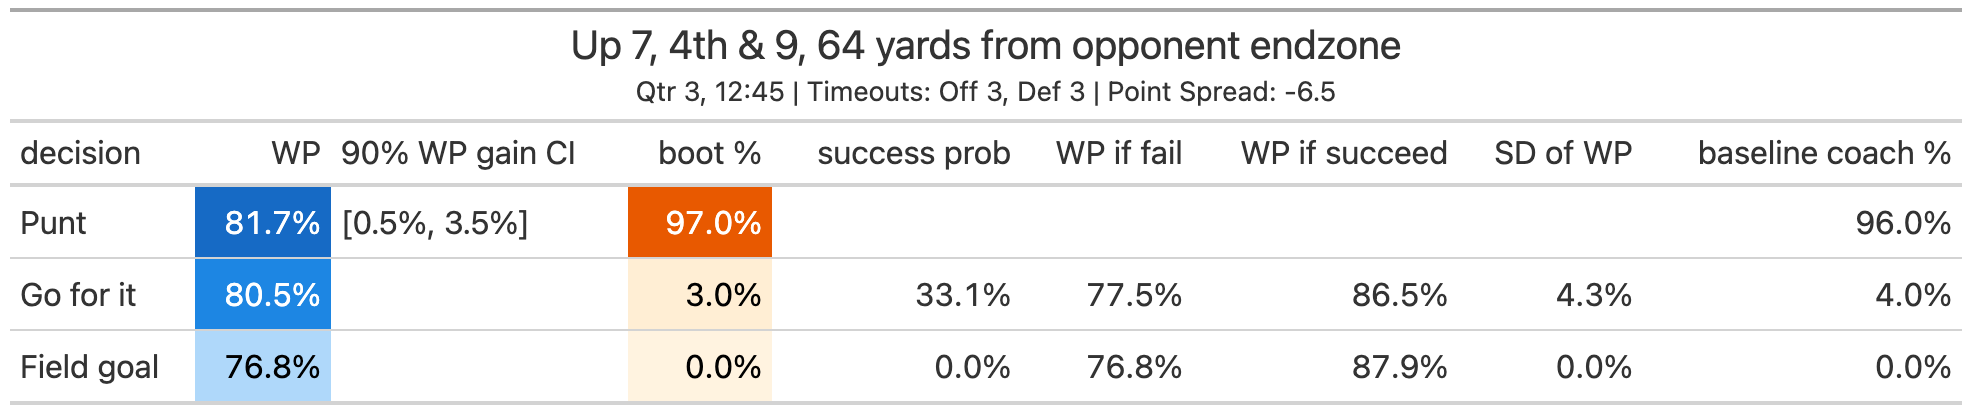 Up 7, 4th & 9, 64 yards from opponent endzone
Qtr 3, 12:45 | Timeouts: Off 3, Def 3 | Point Spread: -6.5
decision WP 90% WP gain CI boot % success prob WP if fail WP if succeed SD of WP baseline coach %
Punt 81.7% [0.5%, 3.5%] 97.0% 96.0%
Go for it 80.5% 3.0% 33.1% 77.5% 86.5% 4.3% 4.0%
Field goal 76.8% 0.0% 0.0% 76.8% 87.9% 0.0% 0.0%